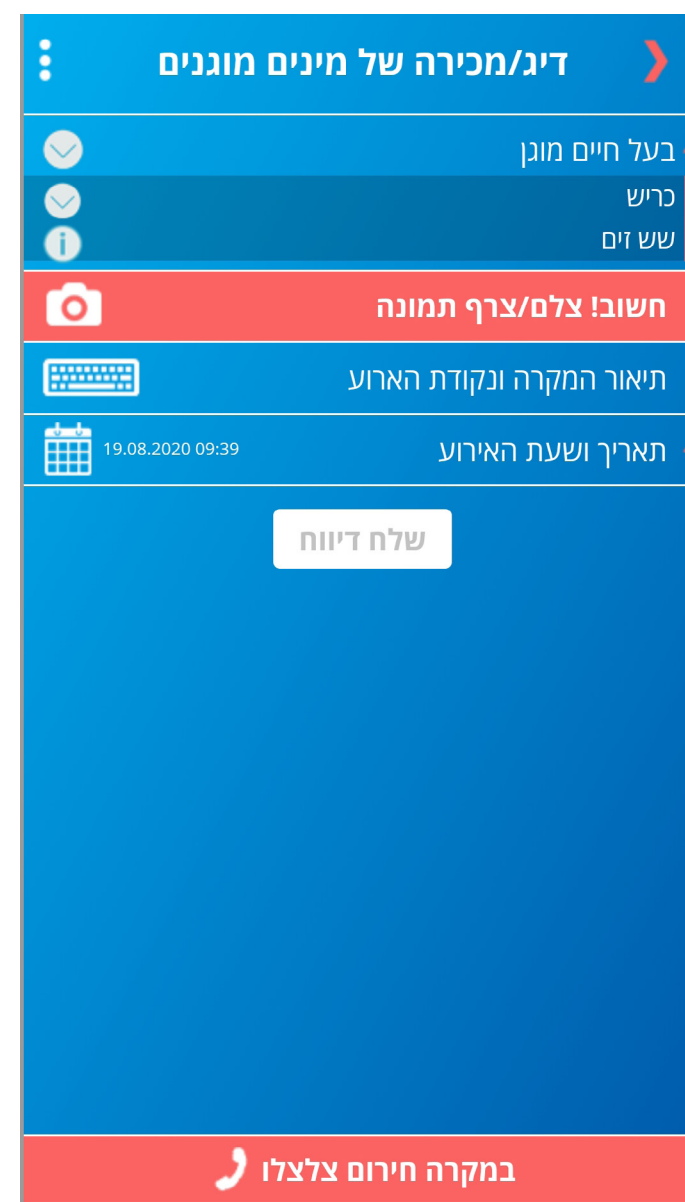 דיג/מכירה של מינים מוגנים
בעל חיים מוגן
כריש
שש זים
חשוב! צלם/צרף תמונה
תיאור המקרה ונקודת הארוע
תאריך ושעת האירוע 19.08.2020 09:39
שלח דיווח
במקרה חירום צלצלו